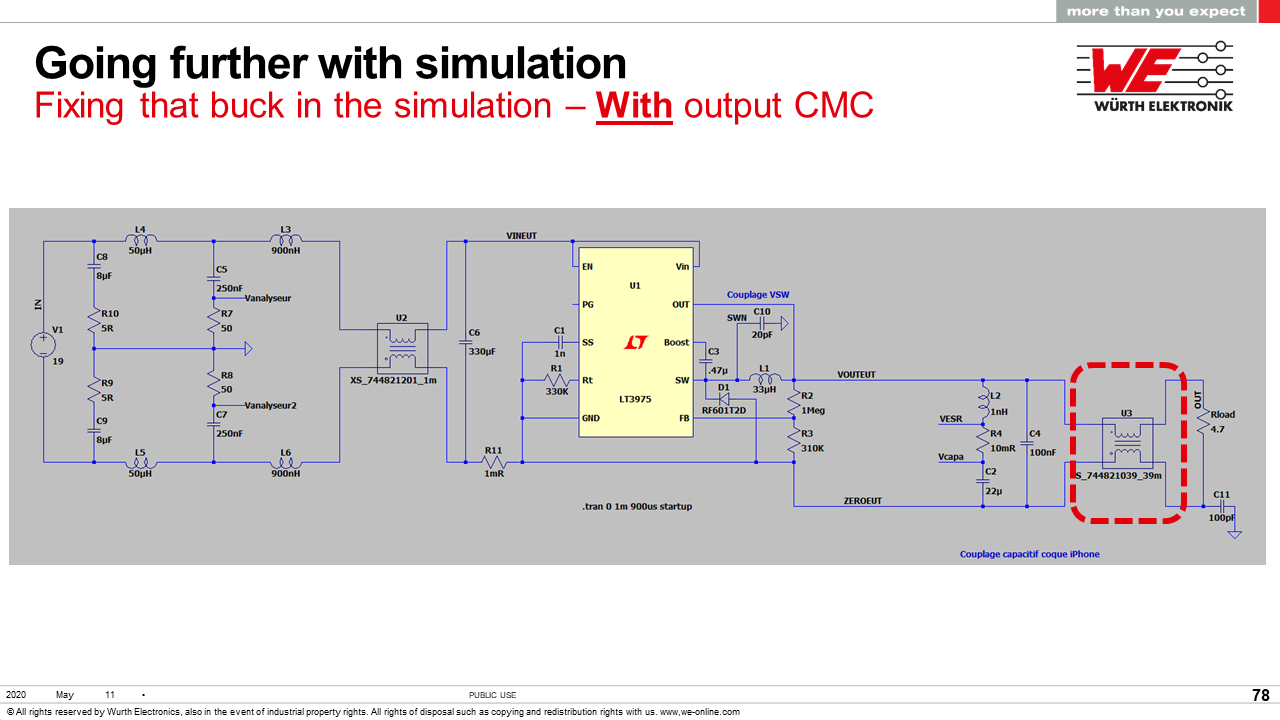 more than you expect
Going further with simulation
Fixing that buck in the simulation – With output CMC
WE
WÜRTH ELEKTRONIK
L4
50µH
L3
900nH
VINEUT
C8
8µF
C5
250nF
Vanalyseur
IN
R10
5R
R7
50
V1
19
U2
XS_744821201_1m
C6
330µF
R9
5R
R8
50
Vanalyseur2
C9
8µF
C7
250nF
L5
50µH
L6
900nH
R11
1mR
C1
1n
R1
330K
EN
Vin
U1
PG
OUT
SS
Boost
Rt
SW
LT3975
GND
FB
Couplage VSW
SWN
C10
20pF
C3
.47µ
D1
RF601T2D
L1
33µH
VOUTEUT
R2
1Meg
R3
310K
ZEROEUT
L2
1nH
VESR
R4
10mR
C4
100nF
Vcapa
C2
22µ
U3
S_744821039_39m
OUT
Rload
4.7
C11
100pF
.tran 0 1m 900us startup
Couplage capacitif coque iPhone
2020 May 11 •
PUBLIC USE
78
© All rights reserved by Wurth Electronics, also in the event of industrial property rights. All rights of disposal such as copying and redistribution rights with us. www,we-online.com